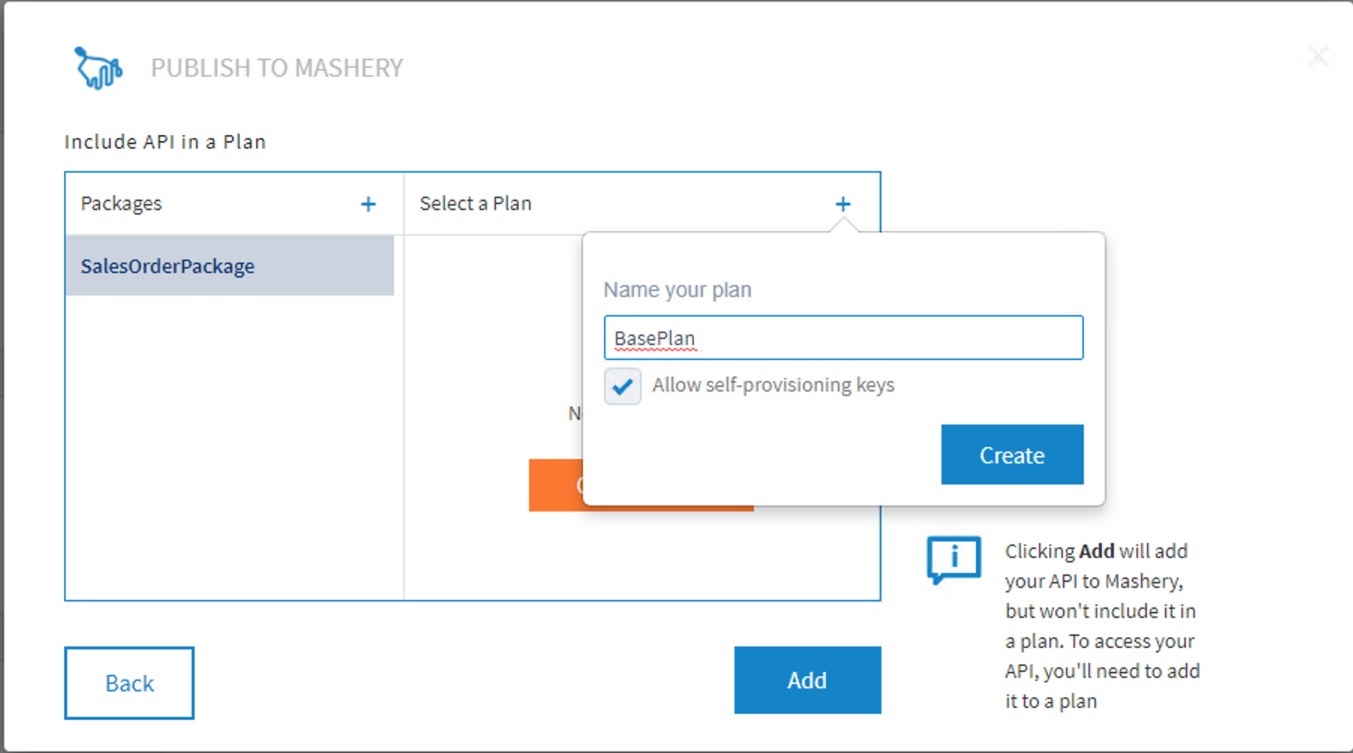 PUBLISH TO MASHERY
Include API in a Plan
Packages +
Select a Plan +
SalesOrderPackage
Name your plan
BasePlan
Allow self-provisioning keys
Create
Clicking Add will add
your API to Mashery,
but won't include it in
a plan. To access your
API, you'll need to add
it to a plan
Back
Add